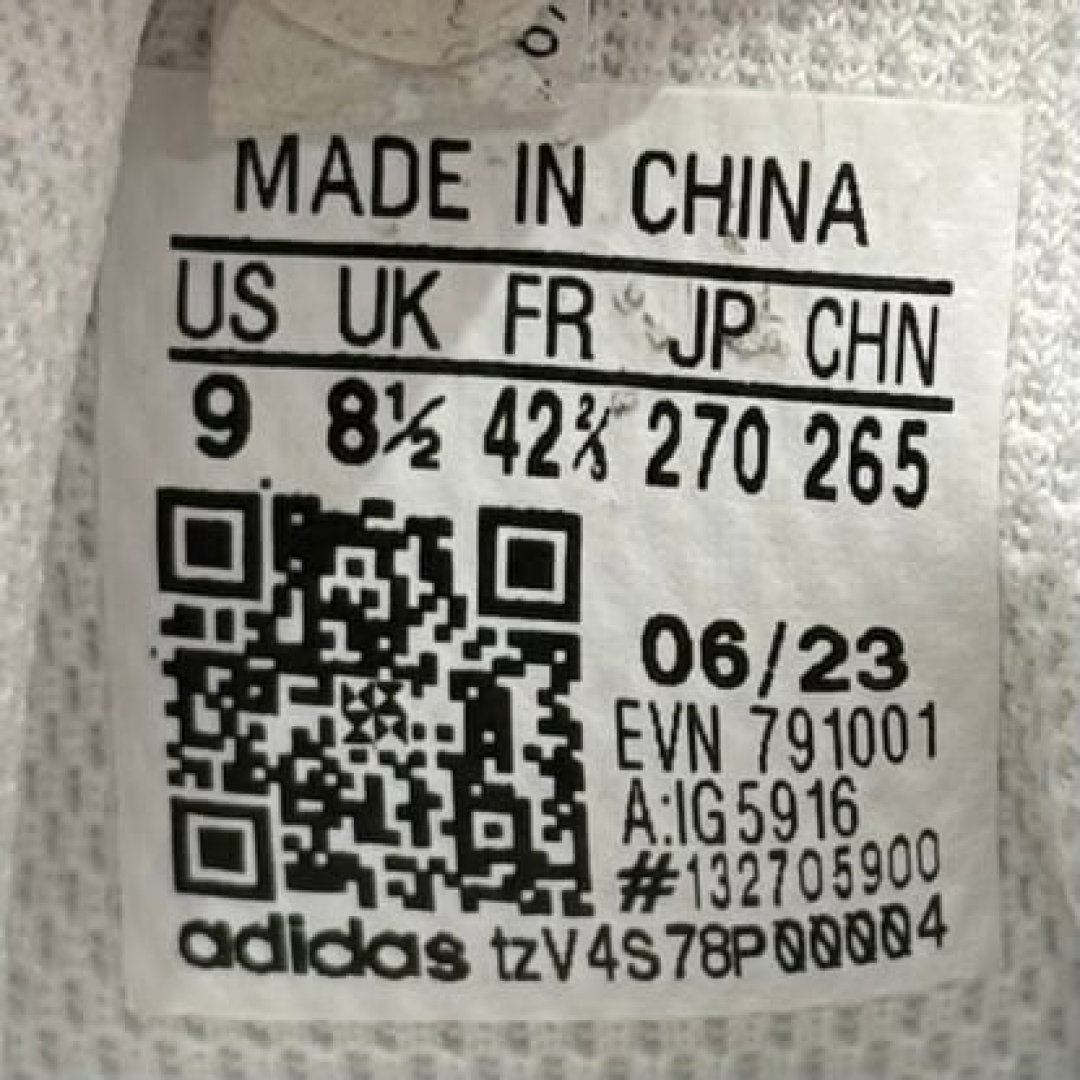 MADE IN CHINA
US UK FR JP CHN
9 8½ 42⅔ 270 265
06/23
EVN 791001
A:IG5916
#132705900
adidas tzV4S78P00004